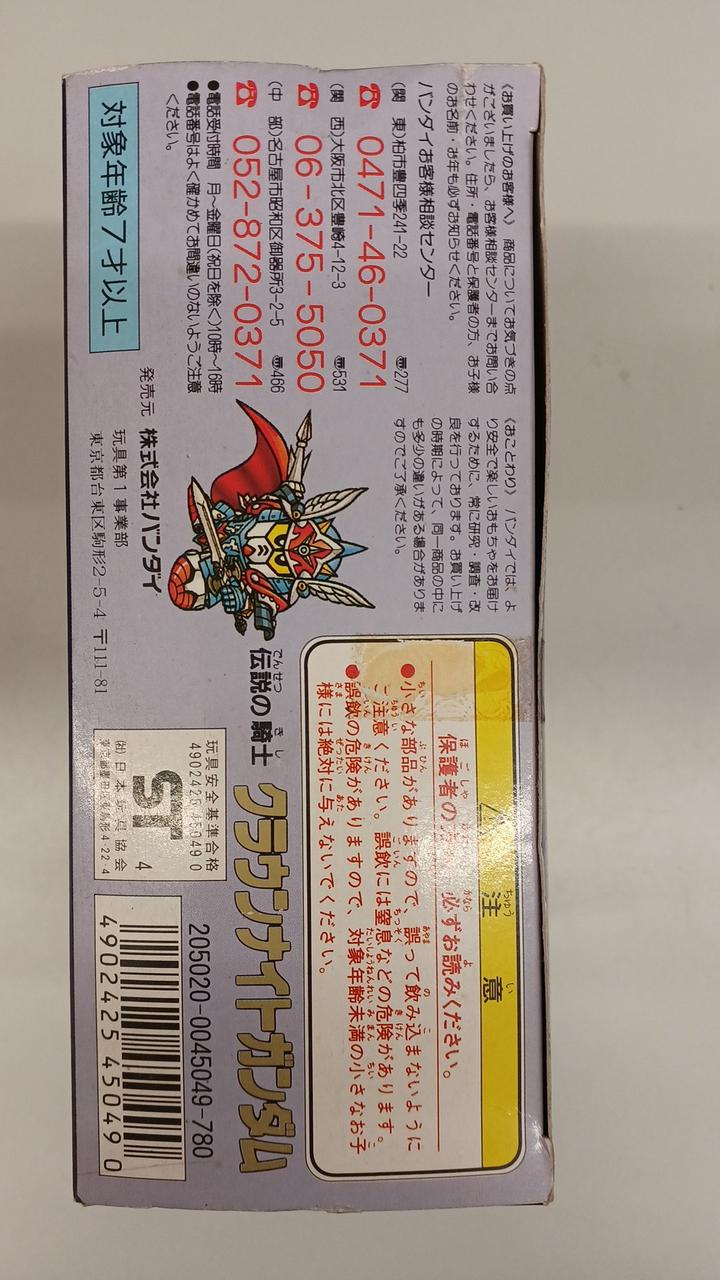 《お買い上げのお客様へ》 商品についてお気づきの点
がございましたら、お客様相談センターまでお問い合
わせください。住所・電話番号と保護者の方、お子様
のお名前・お年も必ずお知らせください。
バンダイお客様相談センター
(関 東)柏市豊四季241-22 〒277
☎ 0471-46-0371
(関 西)大阪市北区豊崎4-12-3 〒531
☎ 06-375-5050
(中 部)名古屋市昭和区御器所3-2-5 〒466
☎ 052-872-0371
●電話受付時間 月〜金曜日(祝日を除く)10時〜16時
●電話番号はよく確かめてお間違いのないようご注意
ください。
対象年齢7才以上
《おことわり》 バンダイでは、よ
り安全で楽しいおもちゃをお届け
するために、常に研究・調査・改
良を行っております。お買い上げ
の時期によって、同一商品の中に
も多少の違いがある場合がありま
すのでご了承ください。
発売元 株式会社バンダイ
玩具第1事業部
東京都台東区駒形2-5-4 〒111-81
注意
ちゅう い
保護者の 必ずお読みください。
●小さな部品がありますので、誤って飲み込まないように
ご注意ください。誤飲には窒息などの危険があります。
●誤飲の危険がありますので、対象年齢未満の小さなお子
様には絶対に与えないでください。
でんせつ き し
伝説の騎士 クラウンナイトガンダム
玩具安全基準合格
4902425450490
ST 4
(社)日本玩具協会
205020-0045049-780
4902425450490